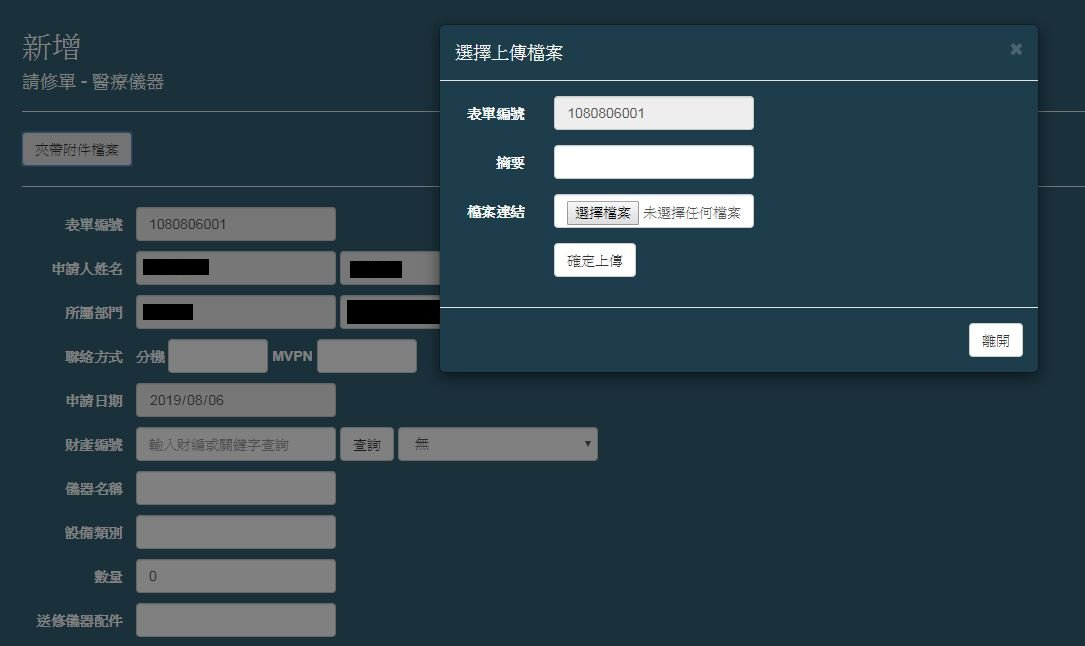 新增
請修單 - 醫療儀器
夾帶附件檔案
表單編號 1080806001
申請人姓名
所屬部門
聯絡方式 分機 MVPN
申請日期 2019/08/06
財產編號 輸入財編或關鍵字查詢 查詢 無
儀器名稱
設備類別
數量 0
送修儀器配件
選擇上傳檔案 ×
表單編號 1080806001
摘要
檔案連結 選擇檔案 未選擇任何檔案
確定上傳
離開